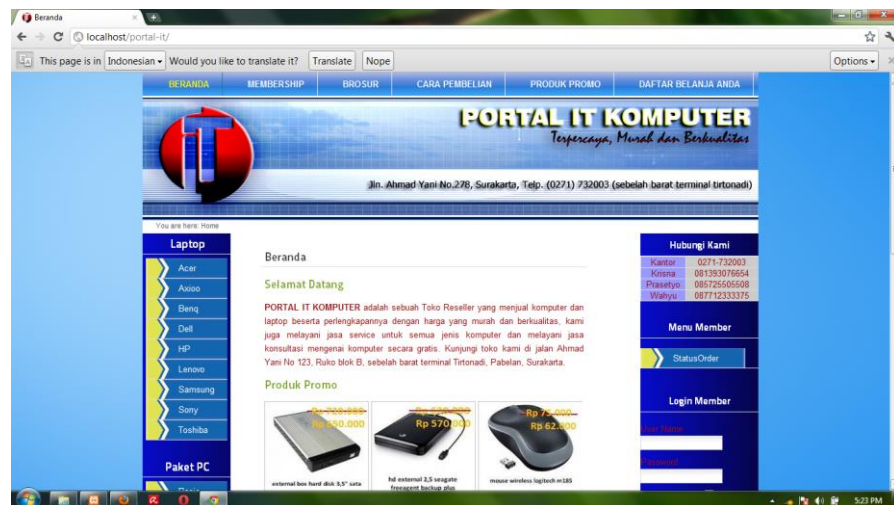 Beranda
localhost/portal-it/
This page is in Indonesian Would you like to translate it? Translate Nope Options
BERANDA MEMBERSHIP BROSUR CARA PEMBELIAN PRODUK PROMO DAFTAR BELANJA ANDA
PORTAL IT KOMPUTER
Terpercaya, Murah dan Berkualitas
Jln. Ahmad Yani No.278, Surakarta, Telp. (0271) 732003 (sebelah barat terminal tirtonadi)
You are here: Home
Laptop
Acer
Axioo
Benq
Dell
HP
Lenovo
Samsung
Sony
Toshiba
Paket PC
Beranda
Selamat Datang
PORTAL IT KOMPUTER adalah sebuah Toko Reseller yang menjual komputer dan
laptop beserta perlengkapannya dengan harga yang murah dan berkualitas, kami
juga melayani jasa service untuk semua jenis komputer dan melayani jasa
konsultasi mengenai komputer secara gratis. Kunjungi toko kami di jalan Ahmad
Yani No 123, Ruko blok B, sebelah barat terminal Tirtonadi, Pabelan, Surakarta.
Produk Promo
Rp 650.000
external box hard disk 3,5" sata
Rp 570.000
hd external 2,5 seagate
freeagent backup plus
Rp 75.000
Rp 62.000
mouse wireless logitech m185
Hubungi Kami
Kantor 0271-732003
Krisna 081393076654
Prasetyo 085725505508
Wahyu 087712333375
Menu Member
StatusOrder
Login Member
User Name
Password
5:23 PM